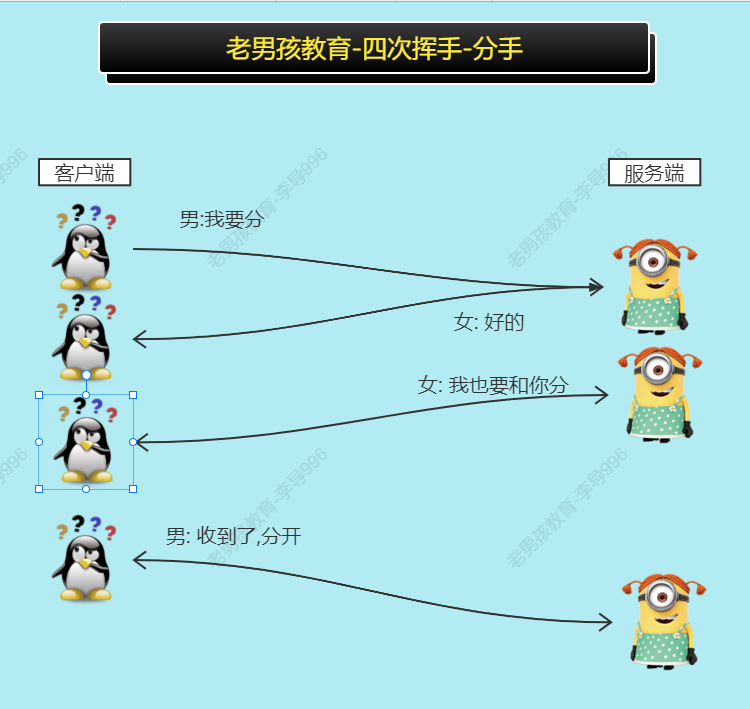 老男孩教育-四次挥手-分手
客户端
服务端
男:我要分
女: 好的
女: 我也要和你分
男: 收到了,分开
老男孩教育-李导996
老男孩教育-李导996
老男孩教育-李导996
老男孩教育-李导996